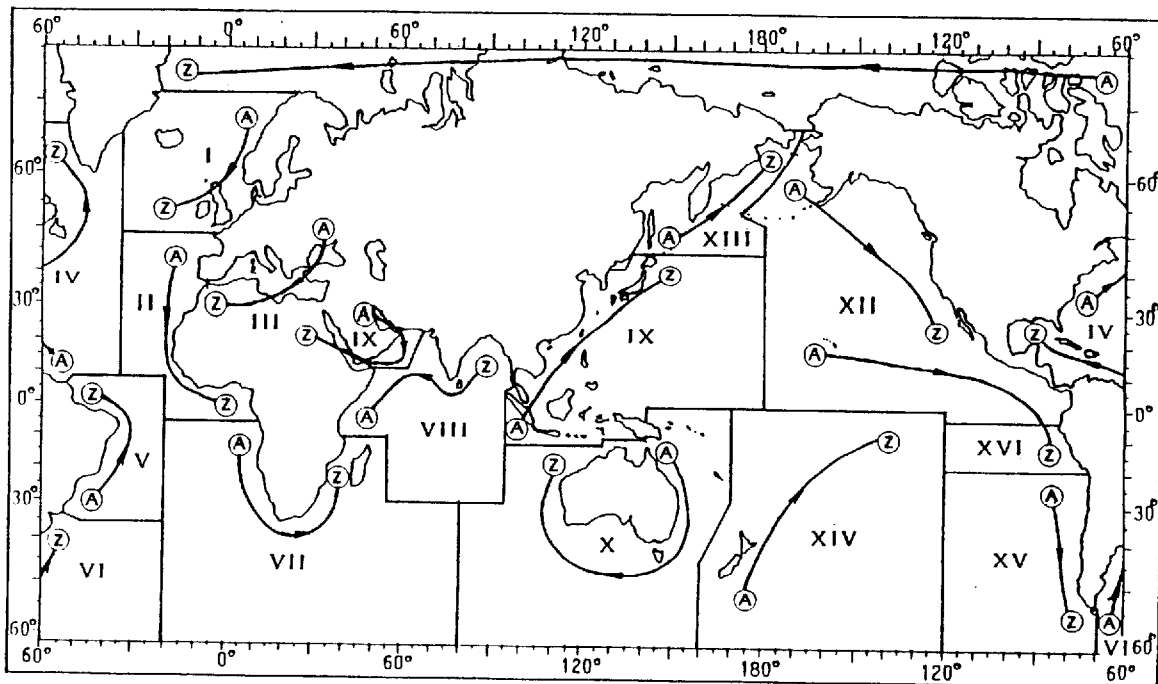 60° 0° 60° 120° 180° 120° 60°
Z A
A
60° Z I Z 60°
Z A
A XIII
IV A A Z
II Z
30° Z III A IX XII A 30°
Z IX Z Z IV
A Z A
0° Z Z A VIII A 0°
A Z Z XVI Z
V A Z A
30° A X A 30°
Z VI VII XIV XV
A Z A
60° VI 60°
60° 0° 60° 120° 180° 120° 60°